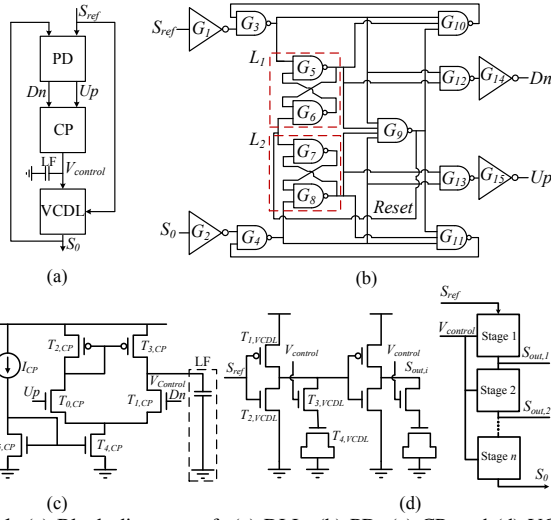 S_ref
PD
Dn Up
CP
LF V_control
VCDL
S_0
(a)
S_ref G_1 G_3 G_10
L_1 G_5 G_12 G_14 Dn
G_6 G_9
L_2 G_7 G_13 G_15 Up
G_8 Reset
S_0 G_2 G_4 G_11
(b)
T_2,CP T_3,CP LF
I_CP V_Control
Up T_0,CP T_1,CP Dn
5,CP T_4,CP
(c)
T_1,VCDL V_control V_control
S_ref S_out,i
T_2,VCDL T_3,VCDL
T_4,VCDL
(d)
S_ref
V_control Stage 1
S_out,1
Stage 2
S_out,2
Stage n
S_0